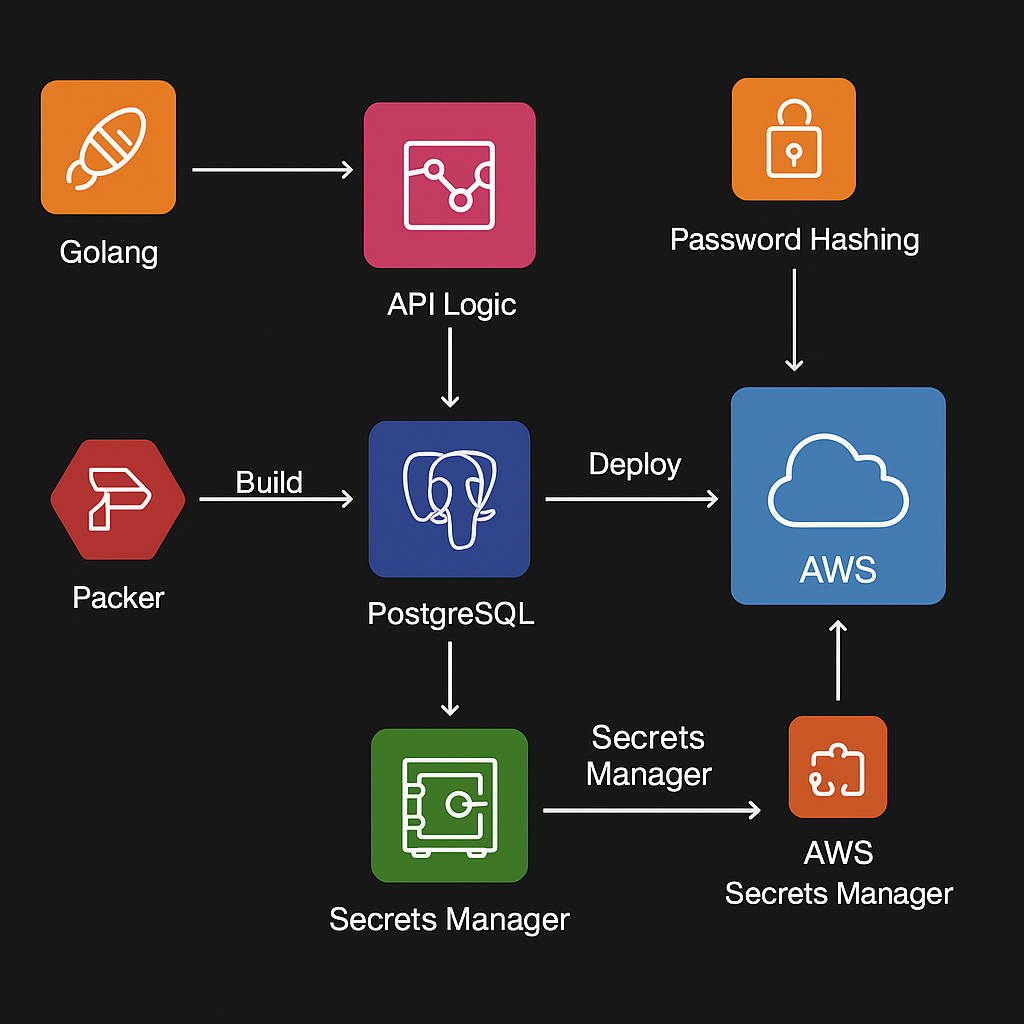 Golang
API Logic
Password Hashing
Build
Deploy
AWS
Packer
PostgreSQL
Secrets
Manager
Secrets Manager
AWS
Secrets Manager